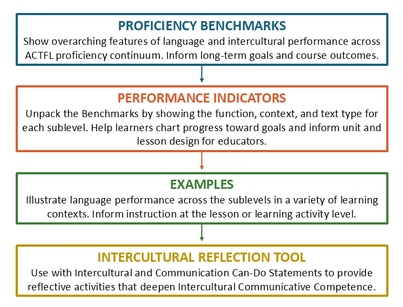 PROFICIENCY BENCHMARKS
Show overarching features of language and intercultural performance across
ACTFL proficiency continuum. Inform long-term goals and course outcomes.
PERFORMANCE INDICATORS
Unpack the Benchmarks by showing the function, context, and text type for
each sublevel. Help learners chart progress toward goals and inform unit and
lesson design for educators.
EXAMPLES
Illustrate language performance across the sublevels in a variety of learning
contexts. Inform instruction at the lesson or learning activity level.
INTERCULTURAL REFLECTION TOOL
Use with Intercultural and Communication Can-Do Statements to provide
reflective activities that deepen Intercultural Communicative Competence.